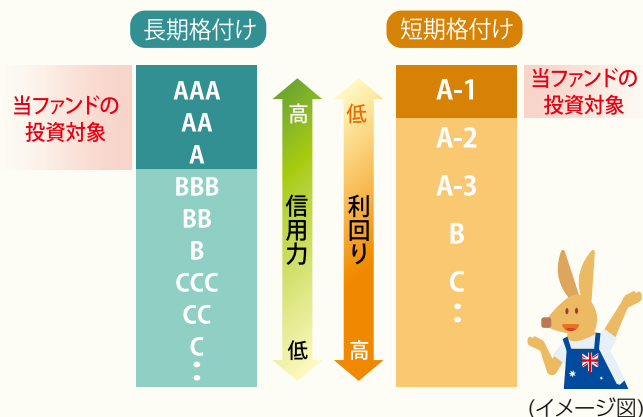 長期格付け
短期格付け
当ファンドの
投資対象
AAA
AA
A
BBB
BB
B
CCC
CC
C
:
高
信用力
低
低
利回り
高
A-1
A-2
A-3
B
C
:
当ファンドの
投資対象
(イメージ図)